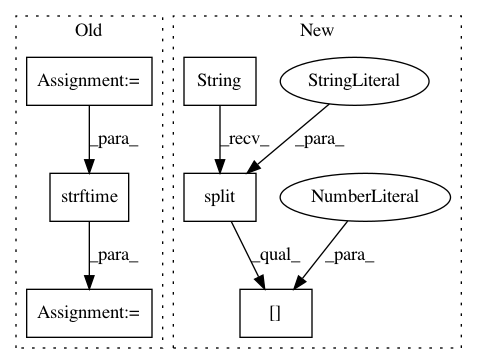 Old
New
Assignment:=
String
StringLiteral
_para_
_recv_
_para_
strftime
split
NumberLiteral
_para_
_qual_
_para_
Assignment:=
[]